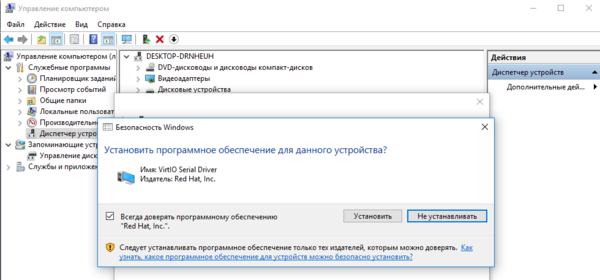 Управление компьютером
Файл Действие Вид Справка
Управление компьютером (л
Служебные программы
Планировщик заданий
Просмотр событий
Общие папки
Локальные пользоват
Производительно
Диспетчер устро
Запоминающие устр
Управление диск
Службы и приложен
DESKTOP-DRNHEUH
DVD-дисководы и дисководы компакт-дисков
Видеоадаптеры
Дисковые устройства
Действия
Диспетчер устройств
Дополнительные дей...
Безопасность Windows
Установить программное обеспечение для данного устройства?
Имя: VirtIO Serial Driver
Издатель: Red Hat, Inc.
Всегда доверять программному обеспечению
"Red Hat, Inc.".
Установить
Не устанавливать
Следует устанавливать программное обеспечение только тех издателей, которым можно доверять. Как
узнать, какое программное обеспечение для устройств можно безопасно установить?